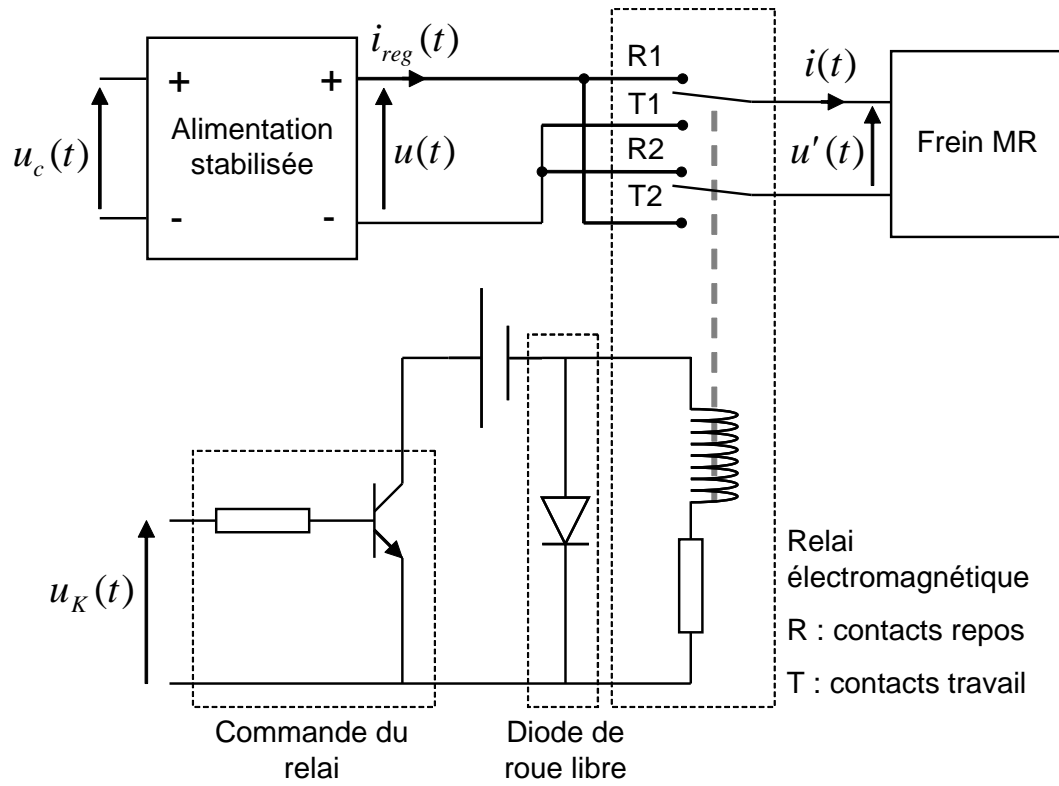 i_reg(t)
R1
i(t)
+
+
T1
Alimentation
stabilisée
u_c(t)
u(t)
R2
u'(t)
Frein MR
T2
-
-
u_K(t)
Relai
électromagnétique
R : contacts repos
T : contacts travail
Commande du
relai
Diode de
roue libre